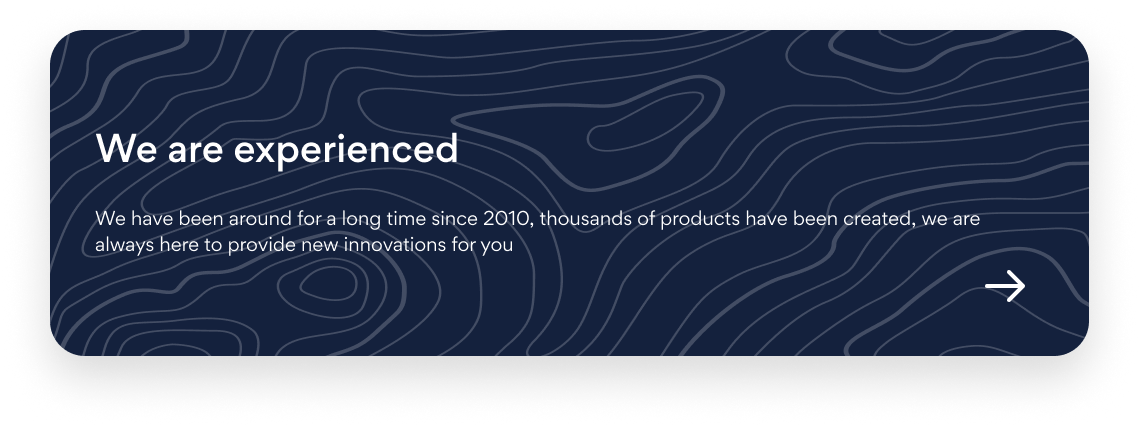 We are experienced
We have been around for a long time since 2010, thousands of products have been created, we are
always here to provide new innovations for you